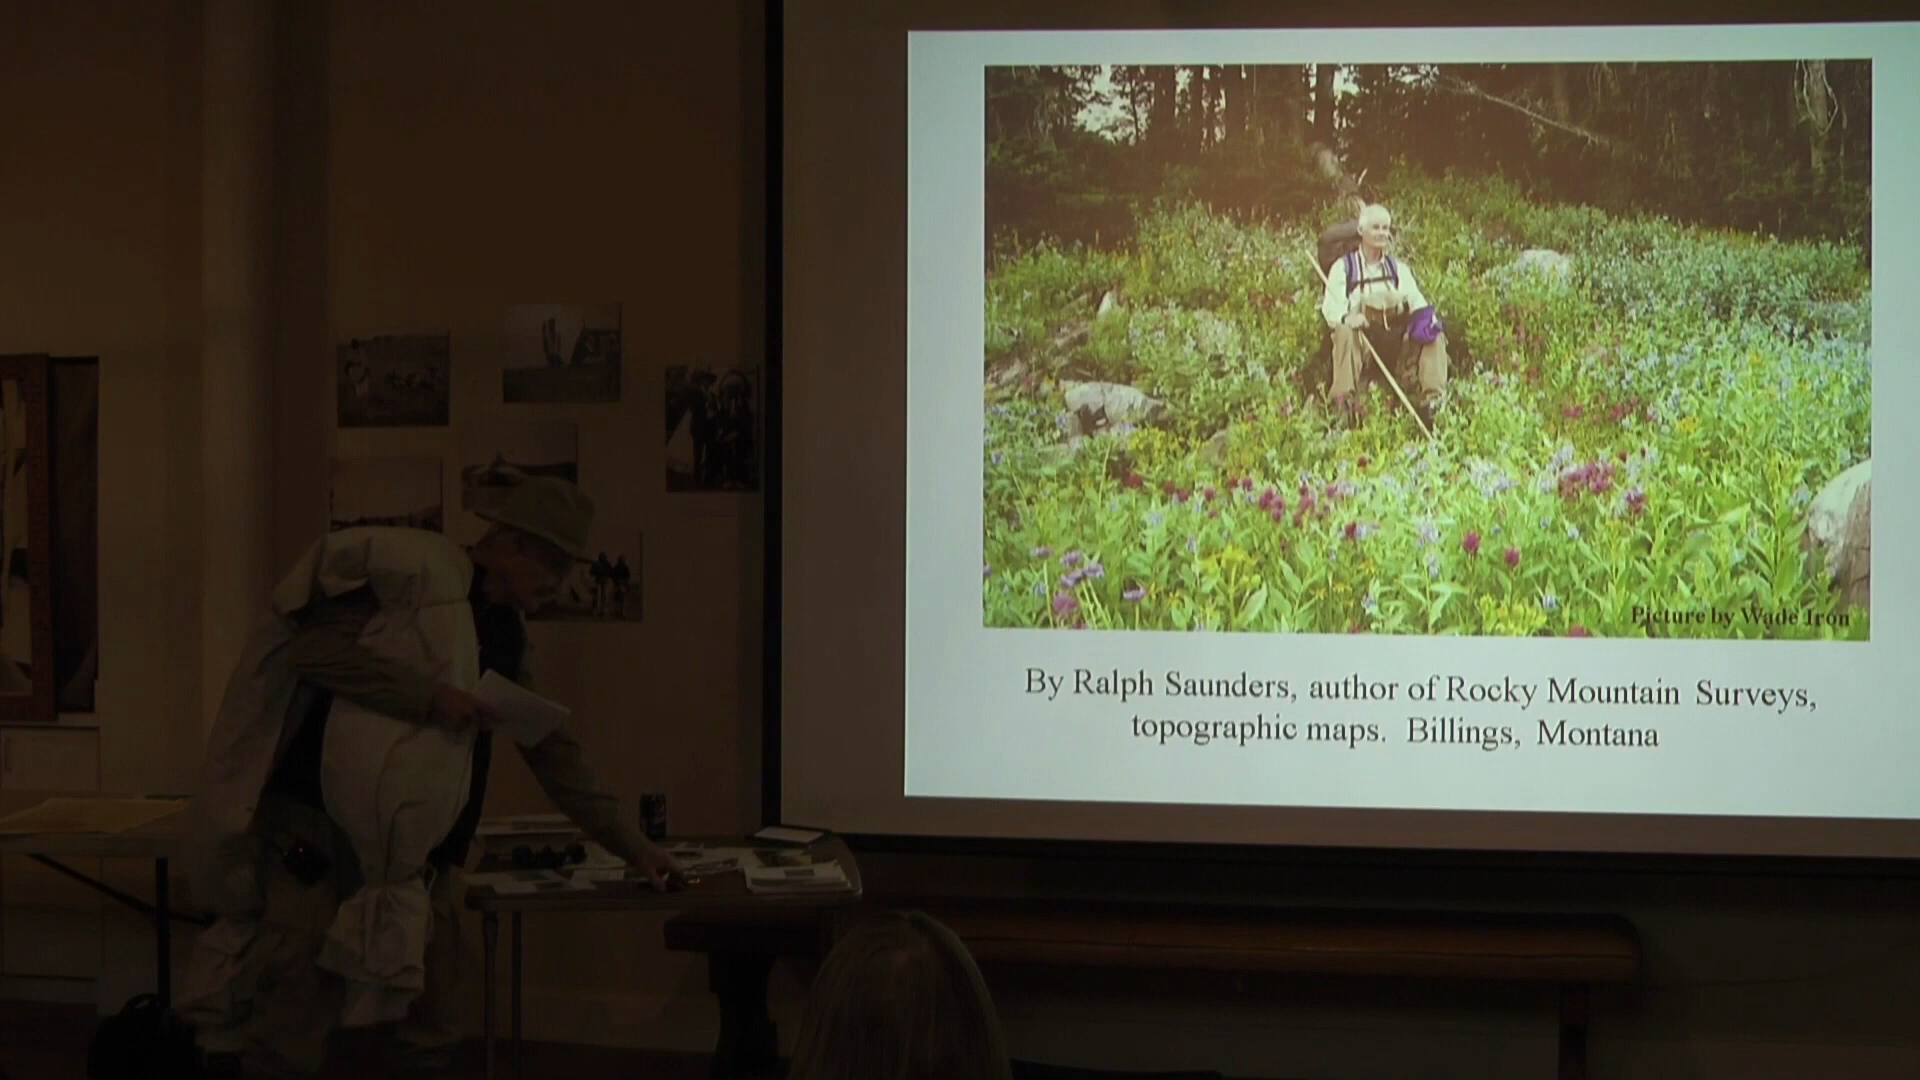 Picture by Wade Iron
By Ralph Saunders, author of Rocky Mountain Surveys,
topographic maps. Billings, Montana